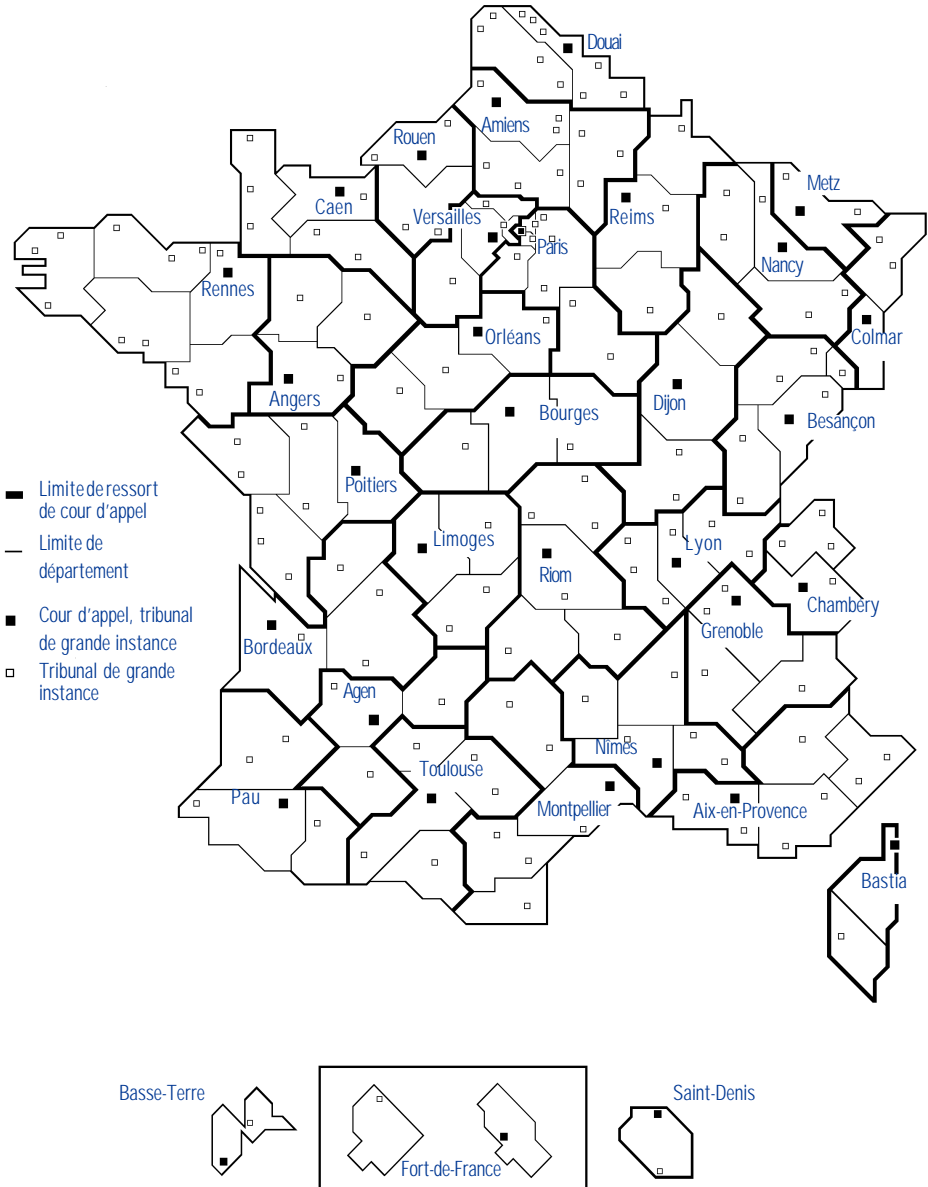 Douai
Amiens
Rouen
Metz
Caen
Versailles
Reims
Paris
Nancy
Rennes
Orléans
Colmar
Angers
Bourges
Dijon
Besançon
Poitiers
Limite de ressort
de cour d'appel
Limite de
département
Cour d'appel, tribunal
de grande instance
Tribunal de grande
instance
Limoges
Lyon
Riom
Chambéry
Grenoble
Bordeaux
Agen
Nîmes
Toulouse
Pau
Montpellier
Aix-en-Provence
Bastia
Basse-Terre
Saint-Denis
Fort-de-France